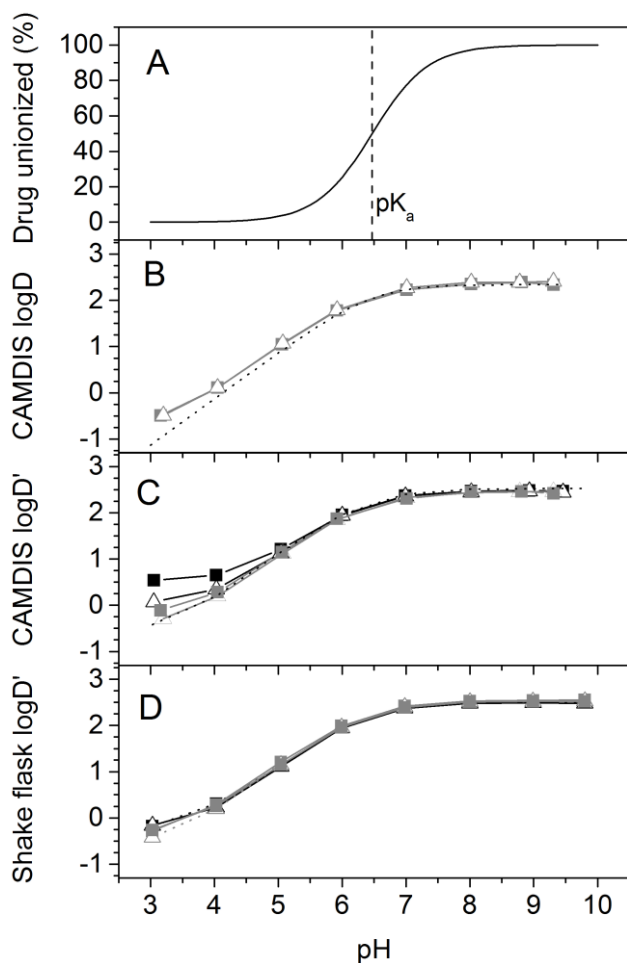 Drug unionized (%)
100
80
60
40
20
0
A
pKa
CAMDIS logD
3
2
1
0
-1
B
CAMDIS logD'
3
2
1
0
-1
C
Shake flask logD'
3
2
1
0
-1
D
3 4 5 6 7 8 9 10
pH